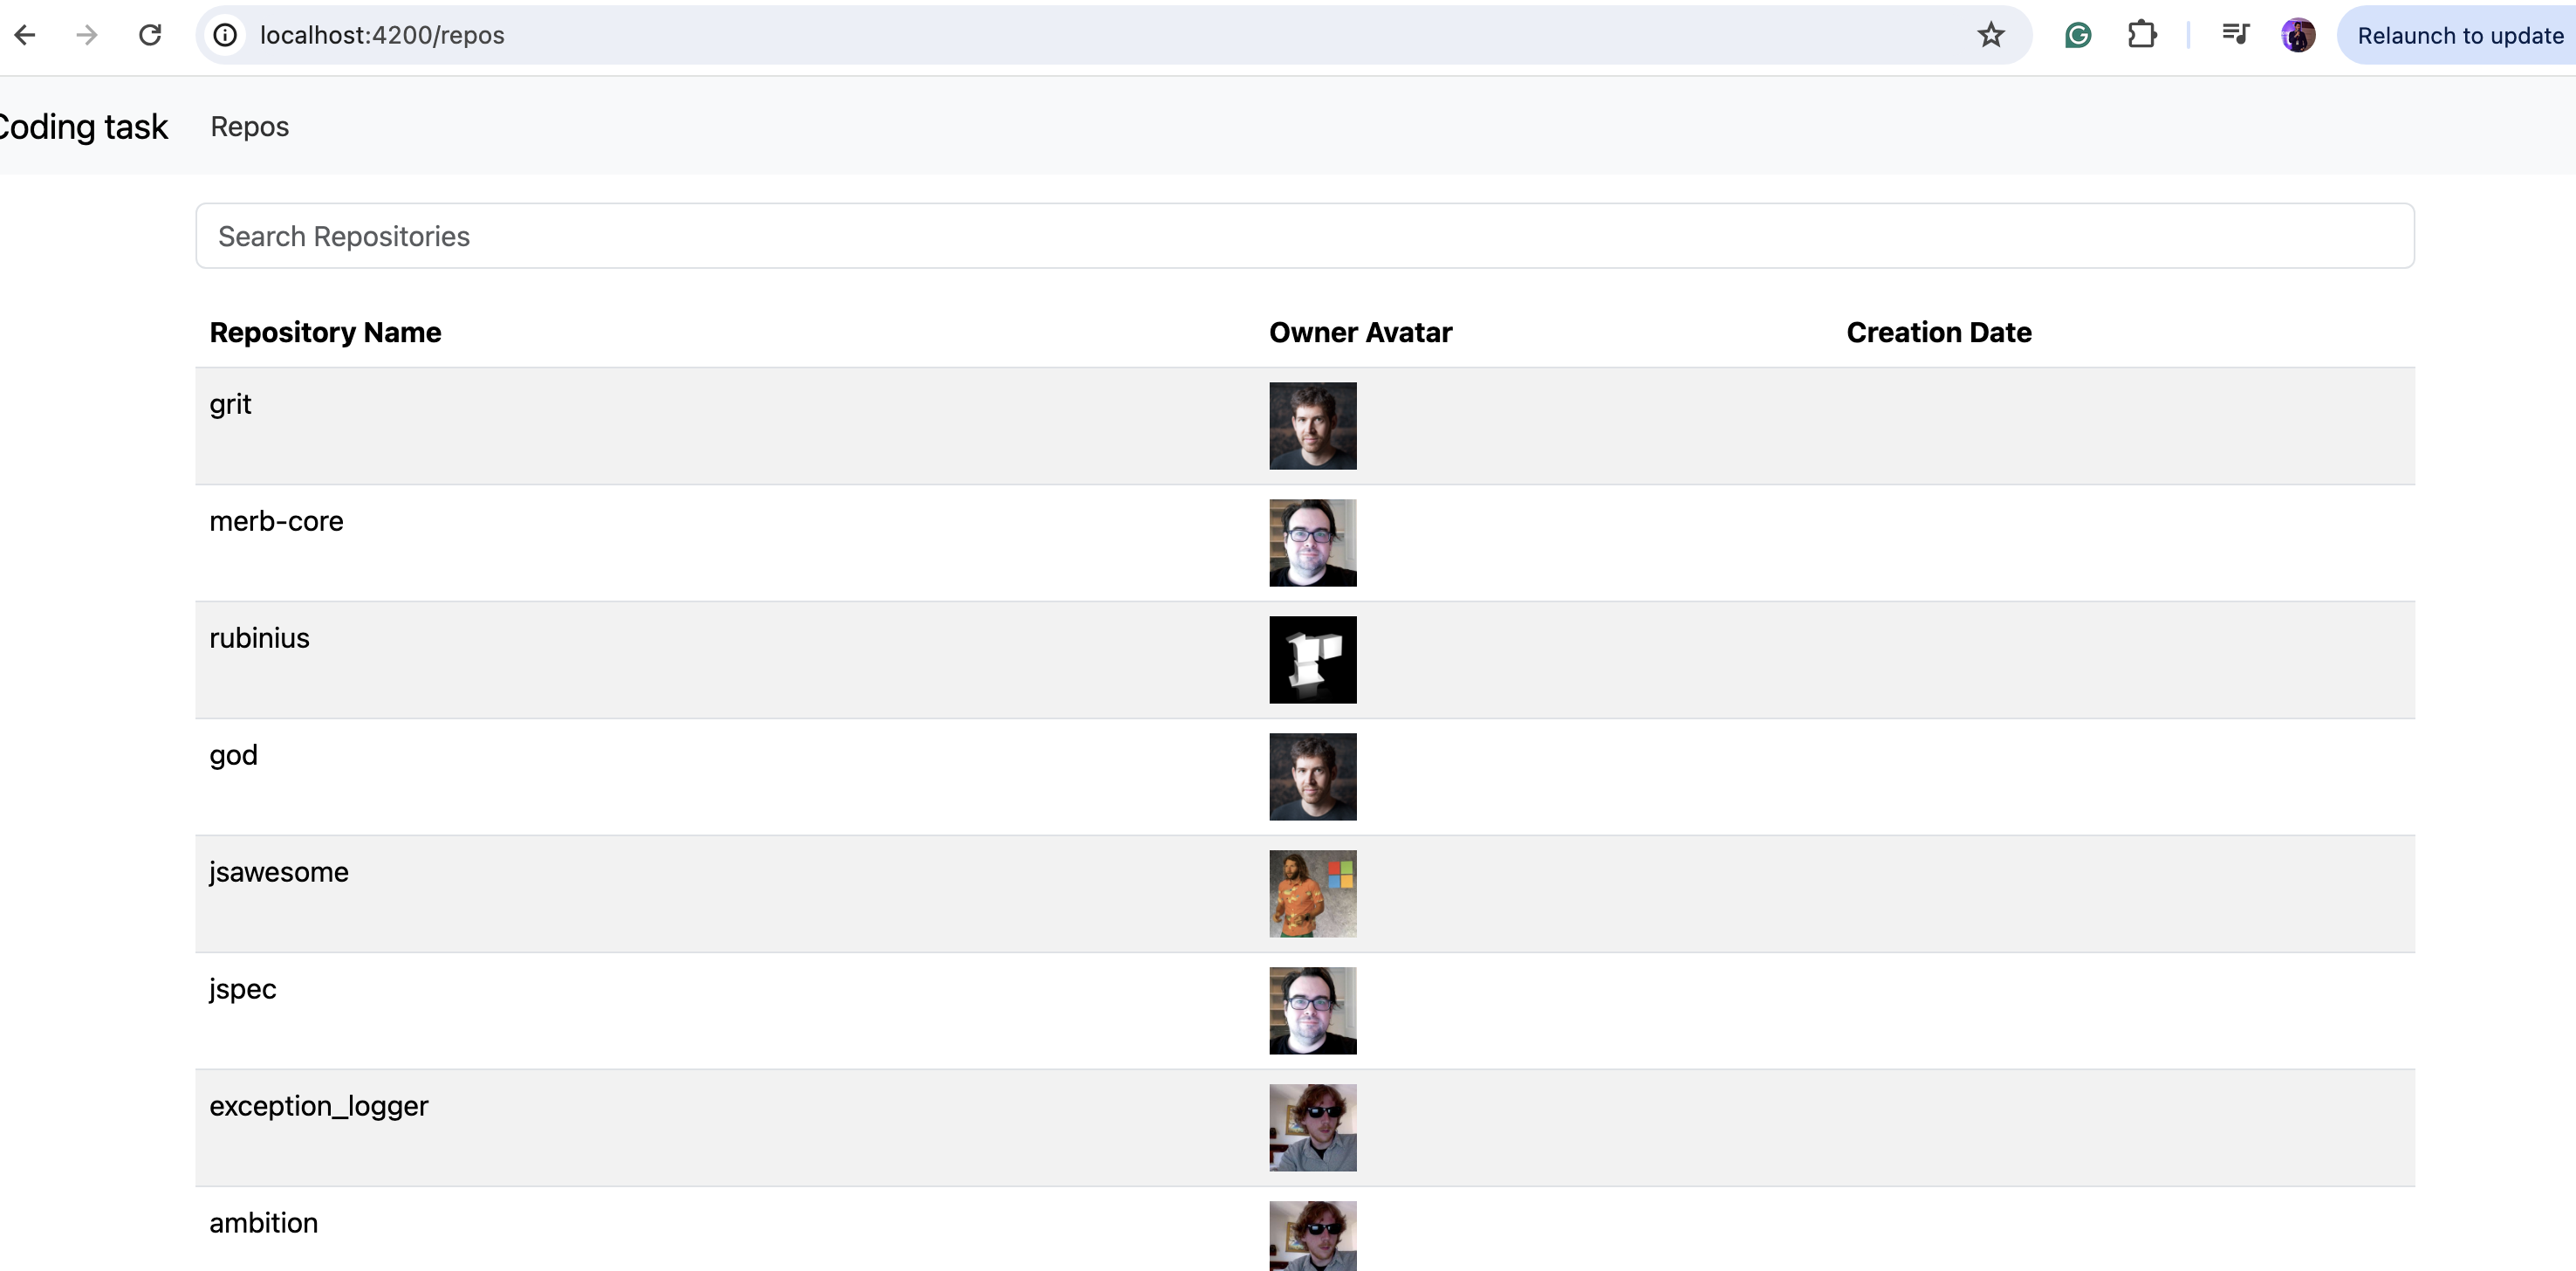 localhost:4200/repos
Relaunch to update
Coding task Repos
Search Repositories
Repository Name Owner Avatar Creation Date
grit
merb-core
rubinius
god
jsawesome
jspec
exception_logger
ambition